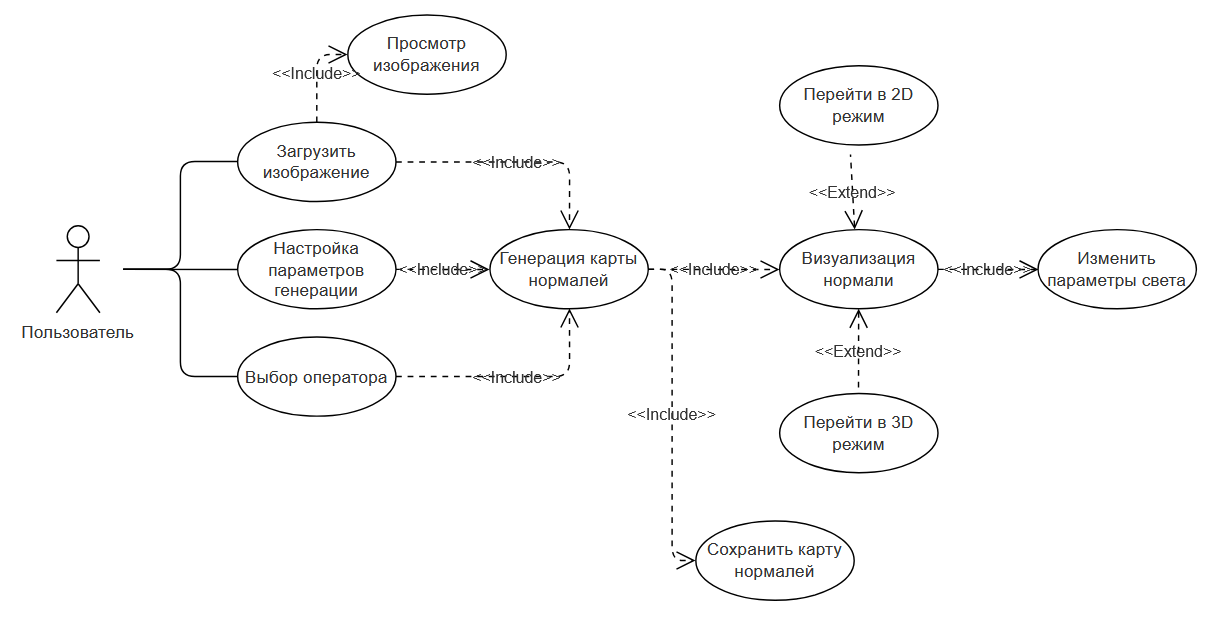 Просмотр
изображения
<<Include>>
Перейти в 2D
режим
Загрузить
изображение
<<Include>>
<<Extend>>
Настройка
параметров
генерации
<<Include>>
Генерация карты
нормалей
<<Include>>
Визуализация
нормали
<<Include>>
Изменить
параметры света
Пользователь
<<Extend>>
Выбор оператора
<<Include>>
<<Include>>
Перейти в 3D
режим
Сохранить карту
нормалей